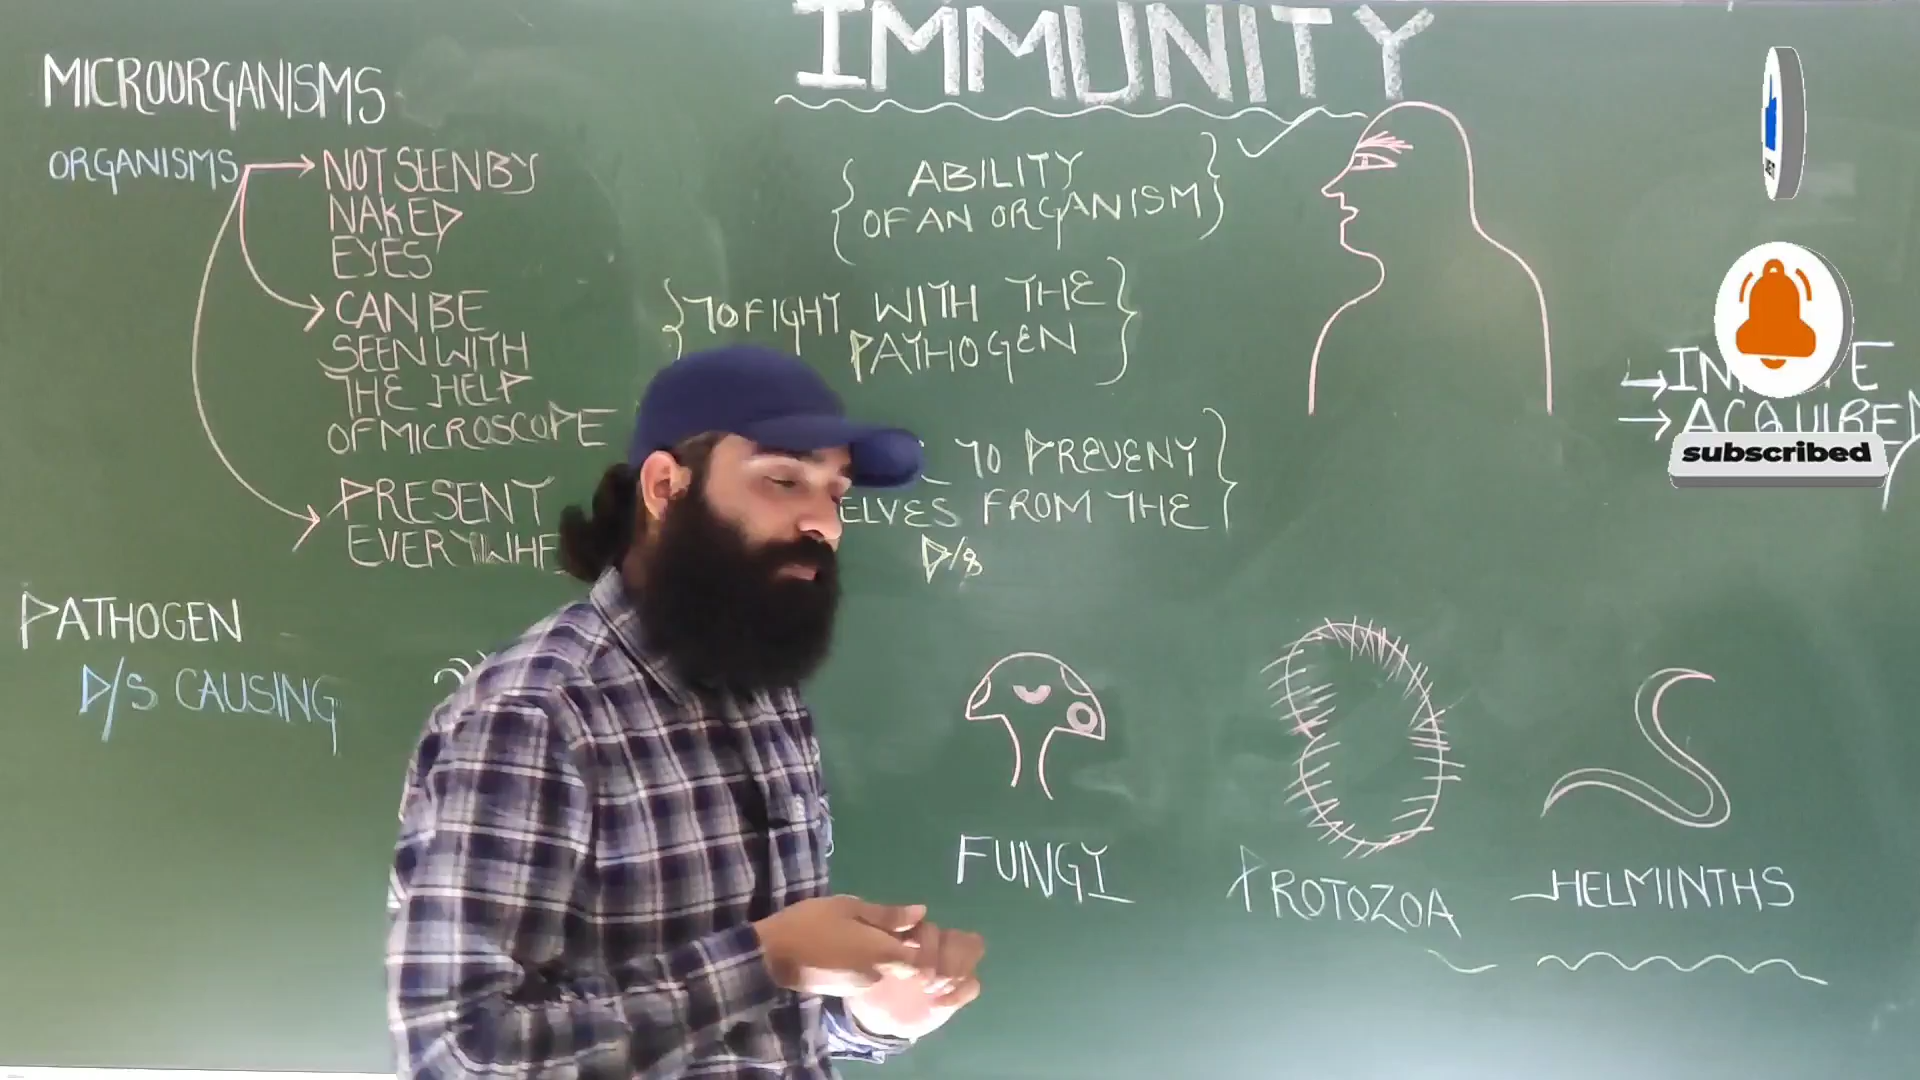 IMMUNITY
MICROORGANISMS
ORGANISMS
NOT SEEN BY
NAKED
EYES
CAN BE
SEEN WITH
THE HELP
OF MICROSCOPE
PRESENT
PATHOGEN
D/S CAUSING
ABILITY
OF AN ORGANISM
TO FIGHT WITH THE
PATHOGEN
TO PREVENT
FROM THE
D/s
ACQUIRED
subscribed
FUNGI
PROTOZOA
HELMINTHS